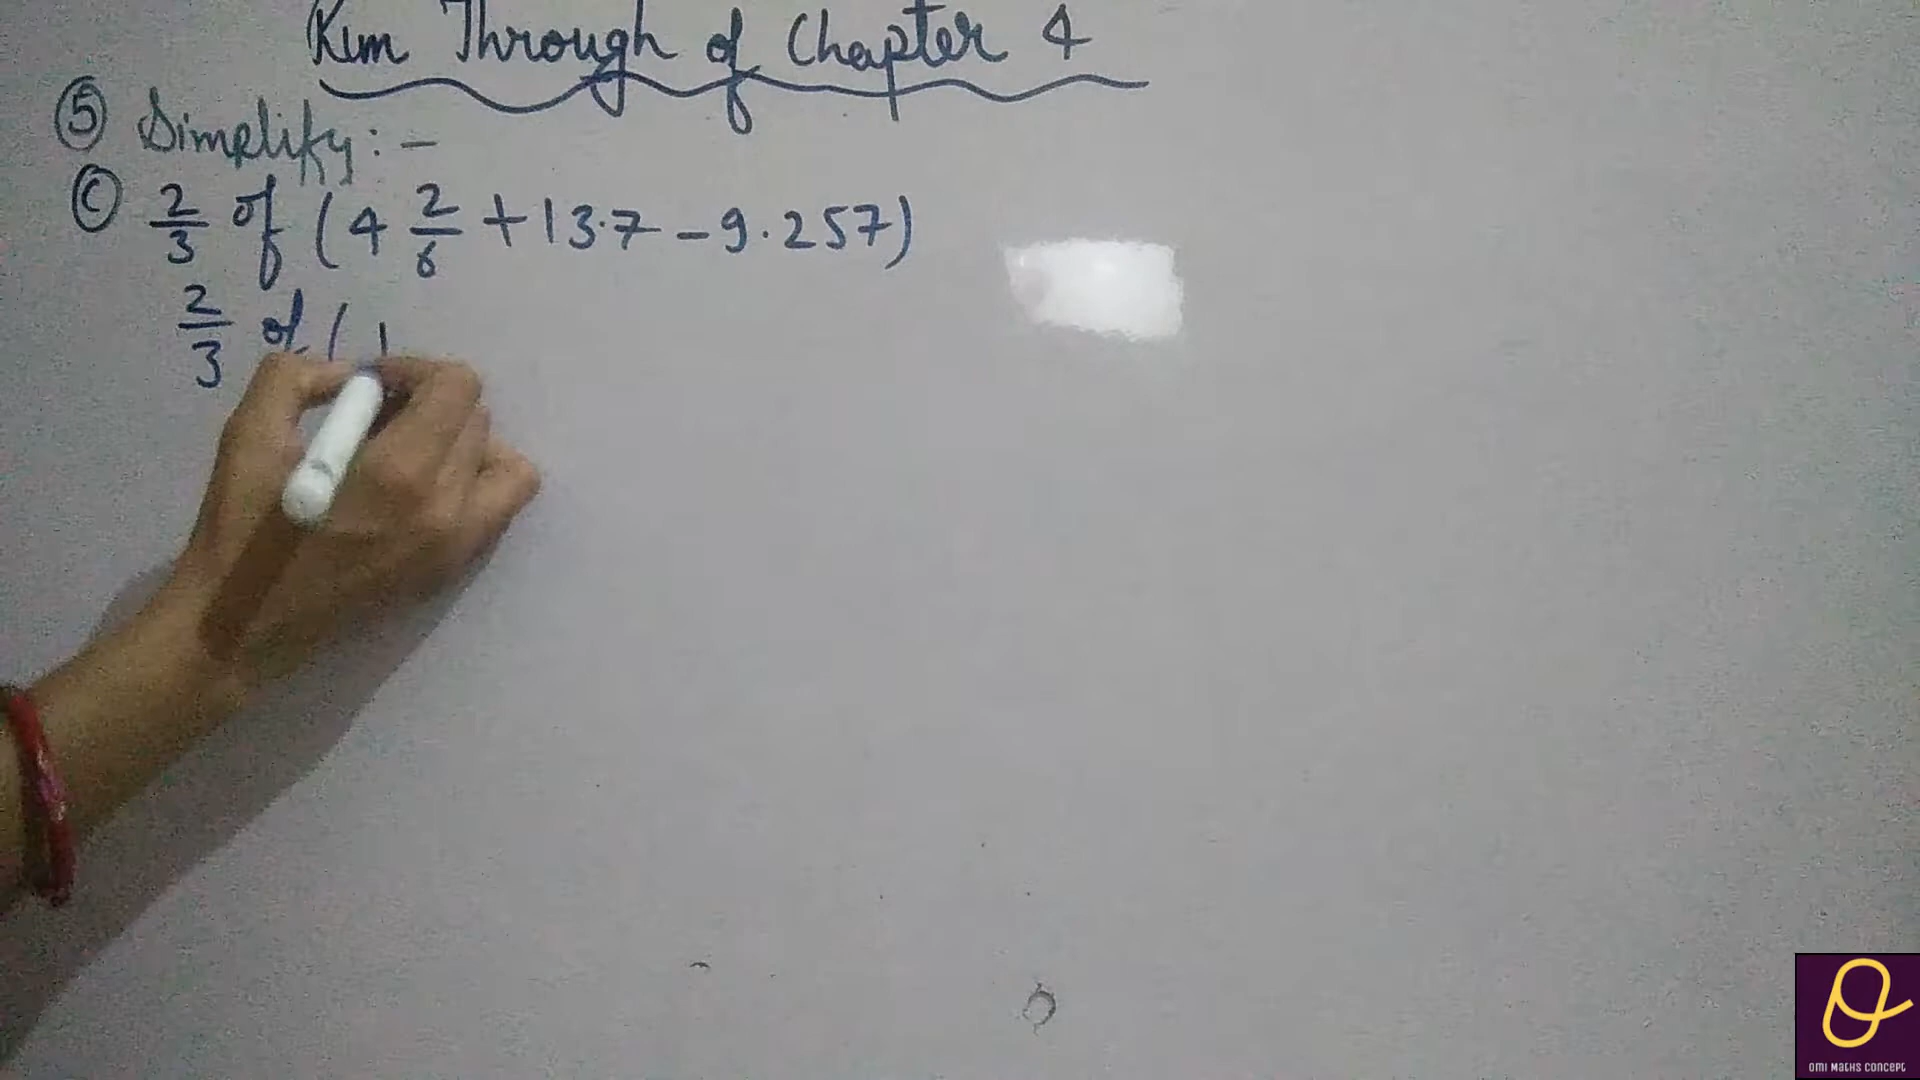 Run Through of Chapter 4
⑤ Simplify:-
ⓒ 2/3 of (4 2/6 + 13.7 - 9.257)
2/3 of ( 1
OMI MATHS CONCEPT